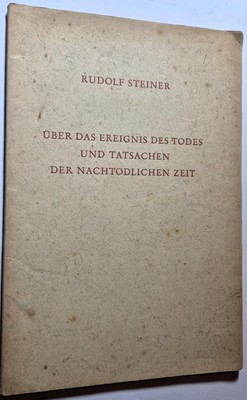 RUDOLF STEINER
ÜBER DAS EREIGNIS DES TODES
UND TATSACHEN
DER NACHTODLICHEN ZEIT